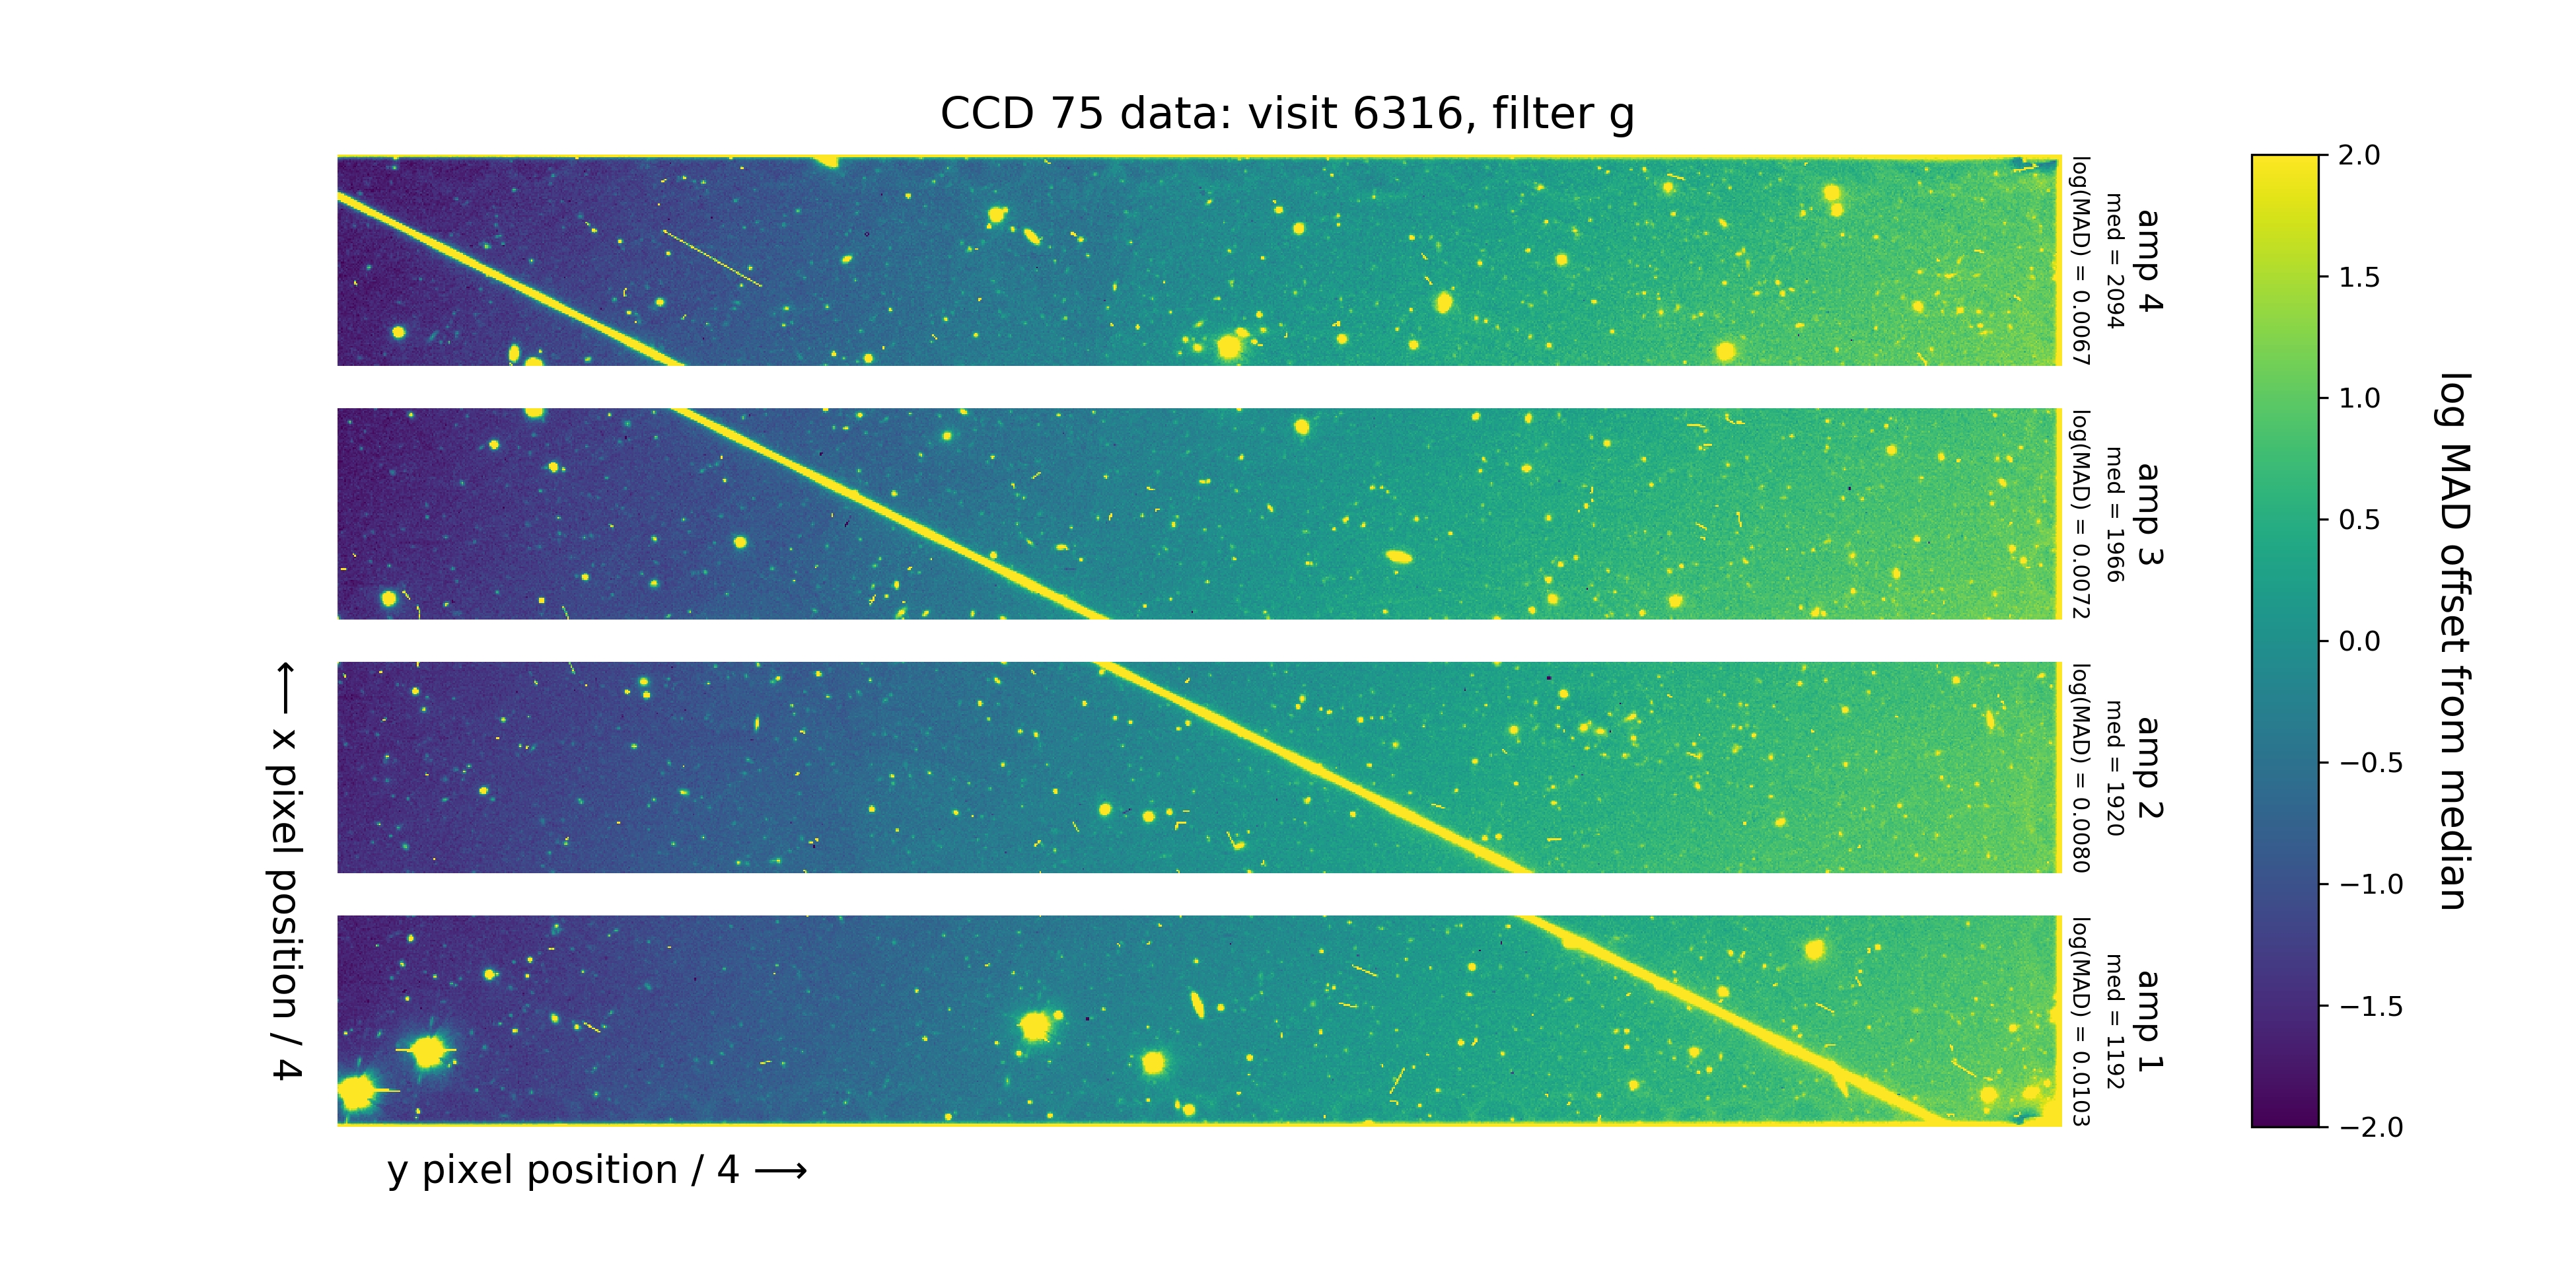 CCD 75 data: visit 6316, filter g
amp 4
med = 2094
log(MAD) = 0.0067
amp 3
med = 1966
log(MAD) = 0.0072
amp 2
med = 1920
log(MAD) = 0.0080
amp 1
med = 1192
log(MAD) = 0.0103
⟵ x pixel position / 4
y pixel position / 4 ⟶
2.0
1.5
1.0
0.5
0.0
−0.5
−1.0
−1.5
−2.0
log MAD offset from median